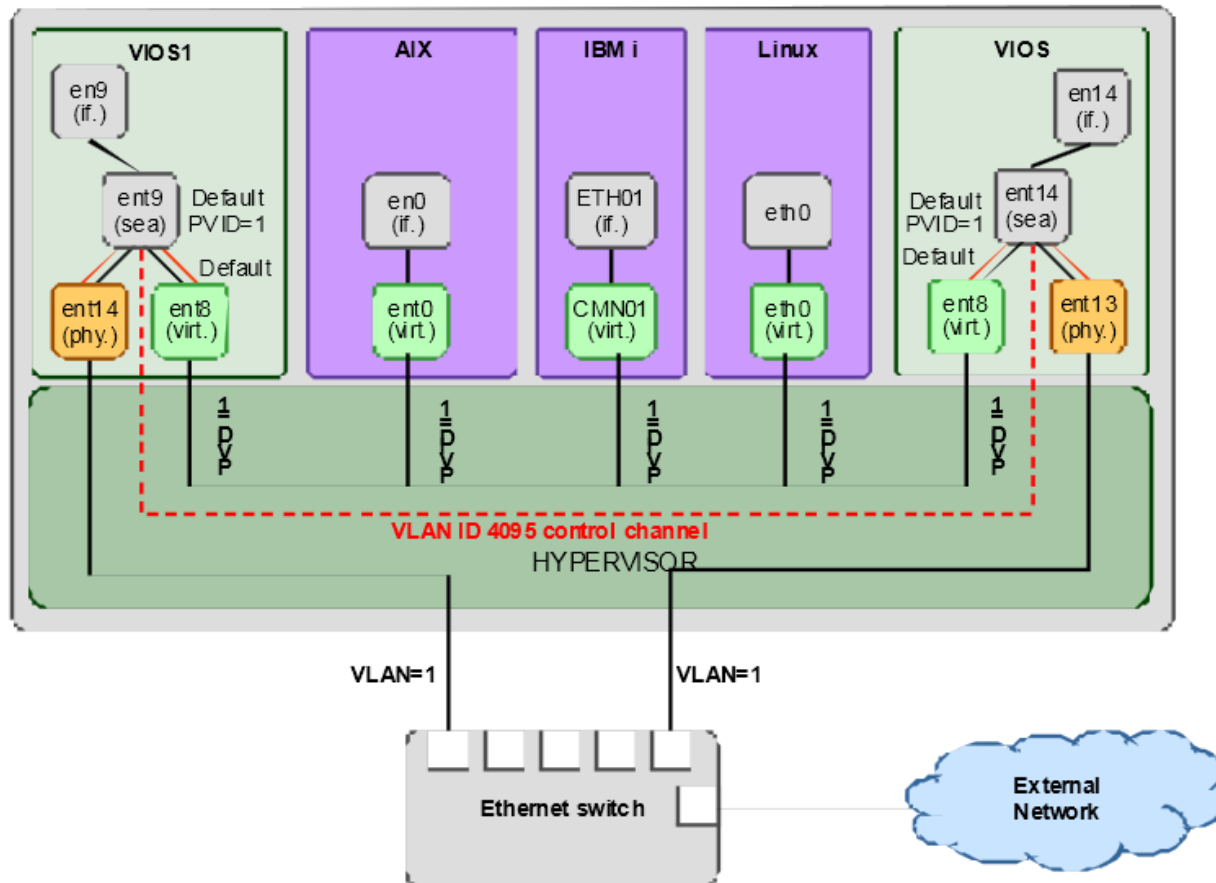 VIOS1
AIX
IBM i
Linux
VIOS
en9
(if.)
en14
(if.)
ent9
(sea)
Default
PVID=1
Default
en0
(if.)
ETH01
(if.)
eth0
Default
PVID=1
Default
ent14
(sea)
ent14
(phy.)
ent8
(virt.)
ent0
(virt.)
CMN01
(virt.)
eth0
(virt.)
ent8
(virt.)
ent13
(phy.)
PVID=1
PVID=1
PVID=1
PVID=1
PVID=1
VLAN ID 4095 control channel
HYPERVISOR
VLAN=1
VLAN=1
Ethernet switch
External
Network